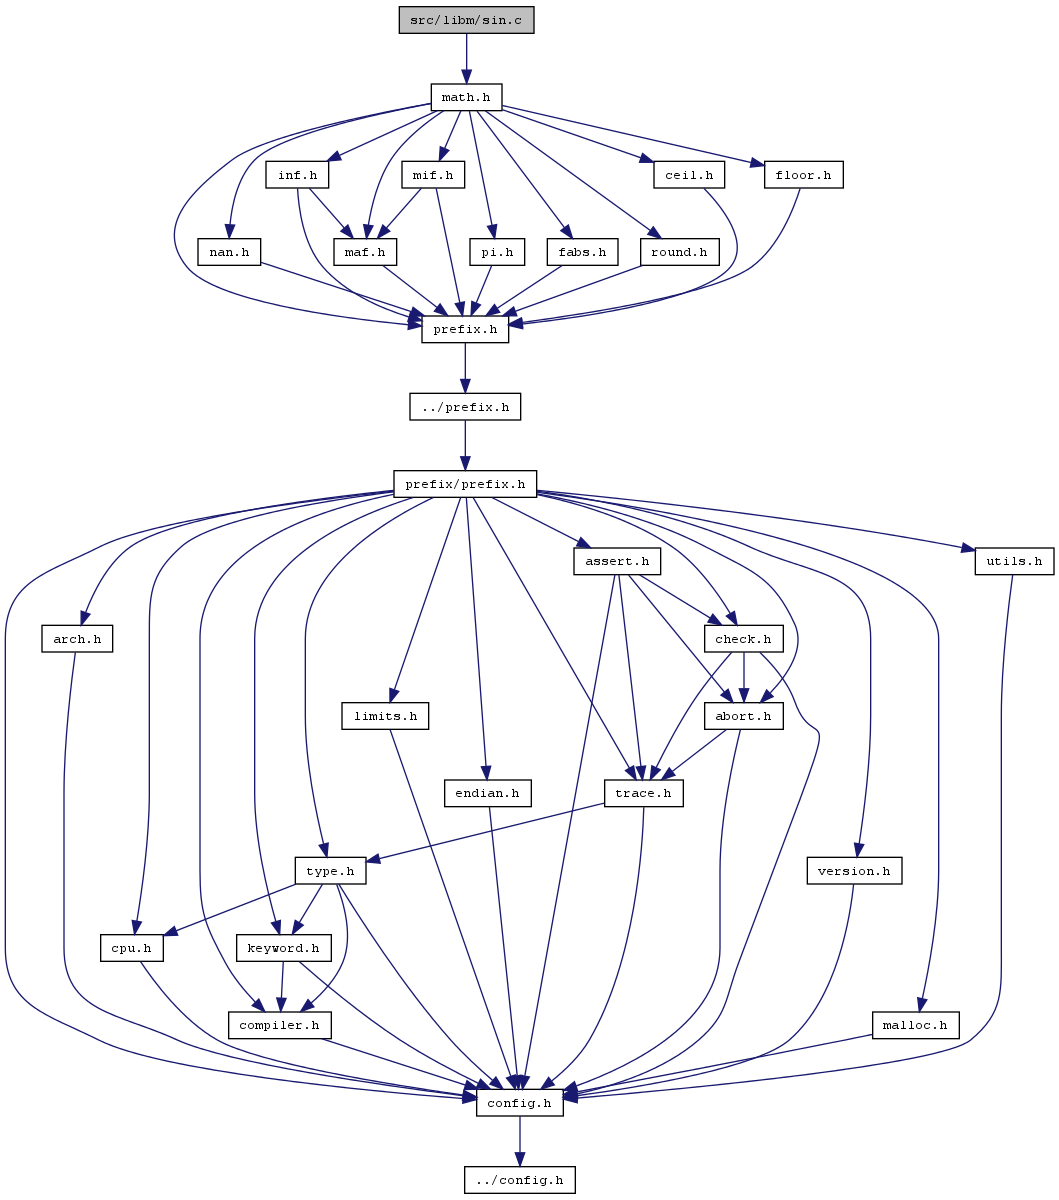 src/libm/sin.c
math.h
inf.h
mif.h
ceil.h
floor.h
nan.h
maf.h
pi.h
fabs.h
round.h
prefix.h
../prefix.h
prefix/prefix.h
assert.h
utils.h
arch.h
check.h
limits.h
abort.h
endian.h
trace.h
type.h
version.h
cpu.h
keyword.h
compiler.h
malloc.h
config.h
../config.h